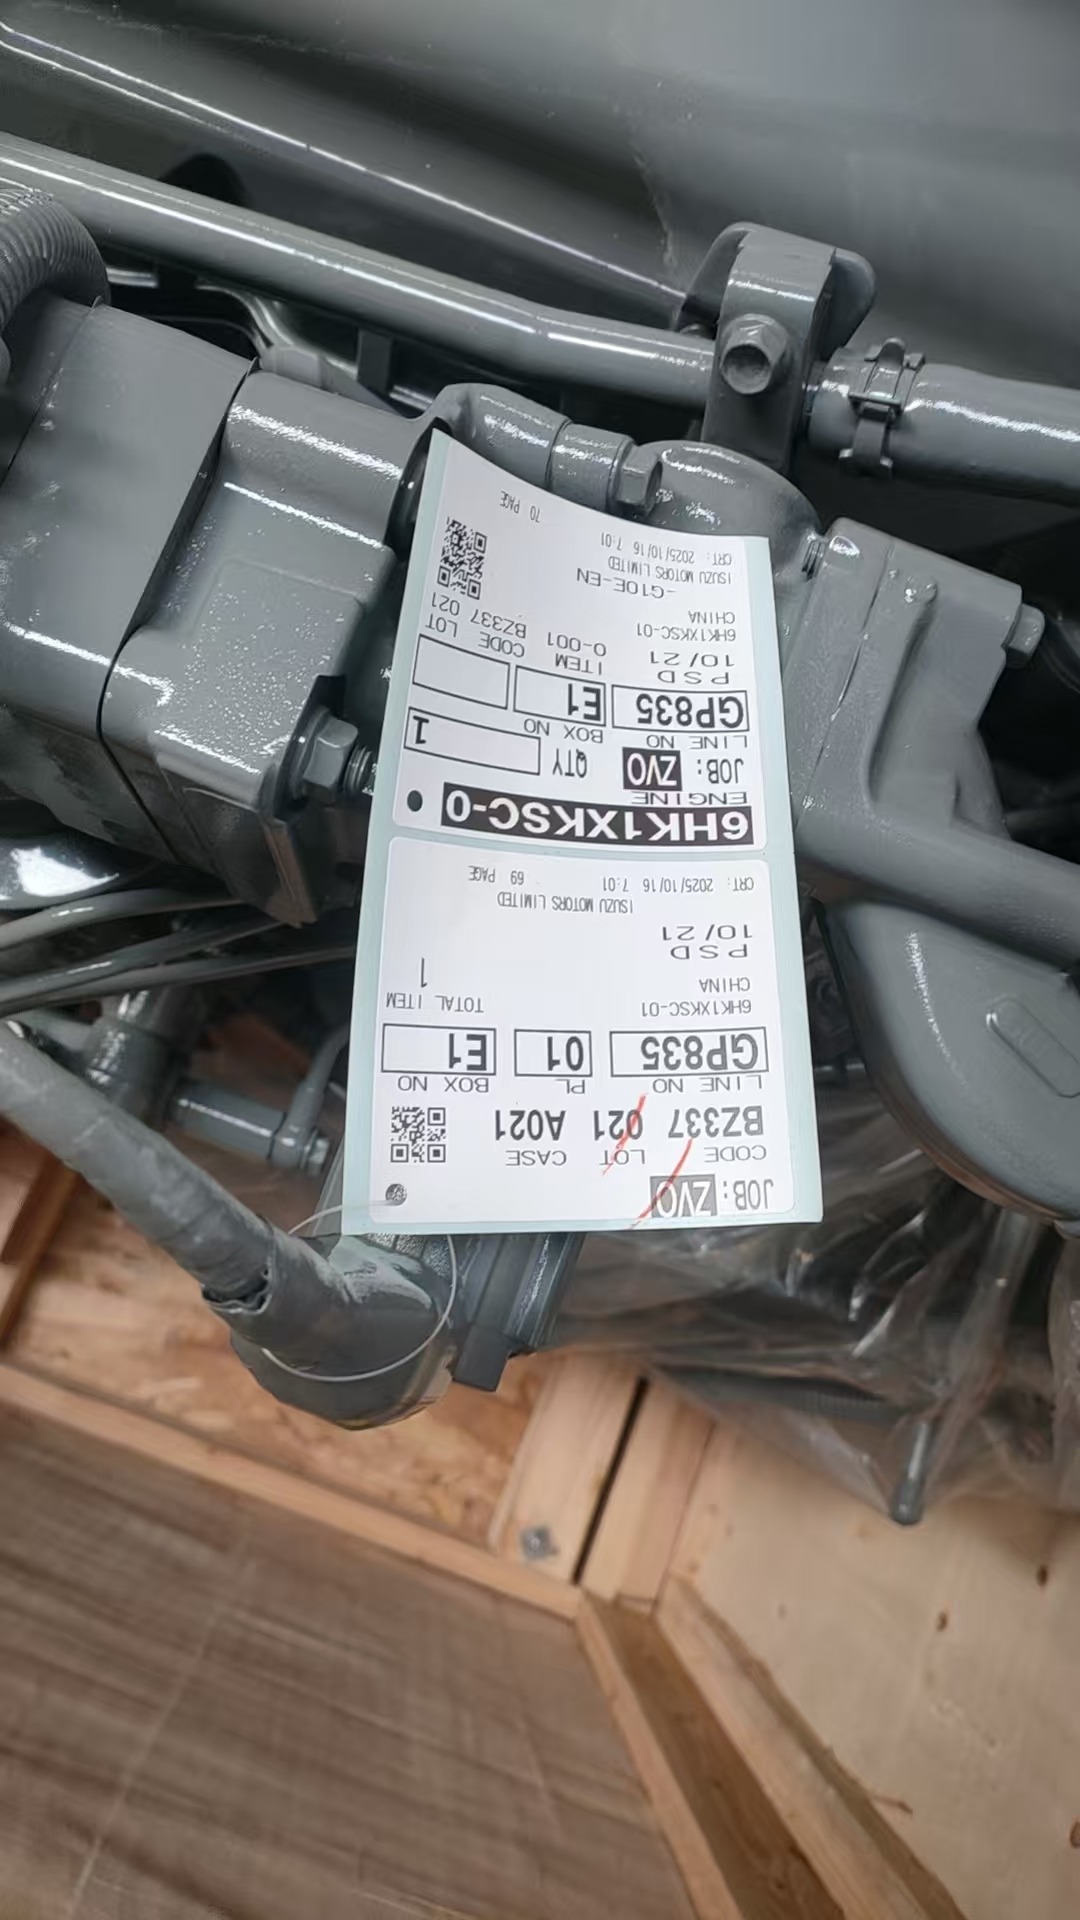 JOB: ZVO
CODE LOT CASE
BZ337 021 A021
LINE NO PL BOX NO
GP835 01 E1
6HK1XKSC-01 TOTAL ITEM
CHINA 1
PSD
10/21
ISUZU MOTORS LIMITED
CRT: 2025/10/16 7:01 69 PAGE
6HK1XKSC-0
ENGINE
JOB: ZVO QTY 1
LINE NO BOX NO
GP835 E1
PSD ITEM CODE LOT
10/21 0-001 BZ337 021
6HK1XKSC-01
CHINA
-G10E-EN
ISUZU MOTORS LIMITED
CRT: 2025/10/16 7:01
70 PAGE